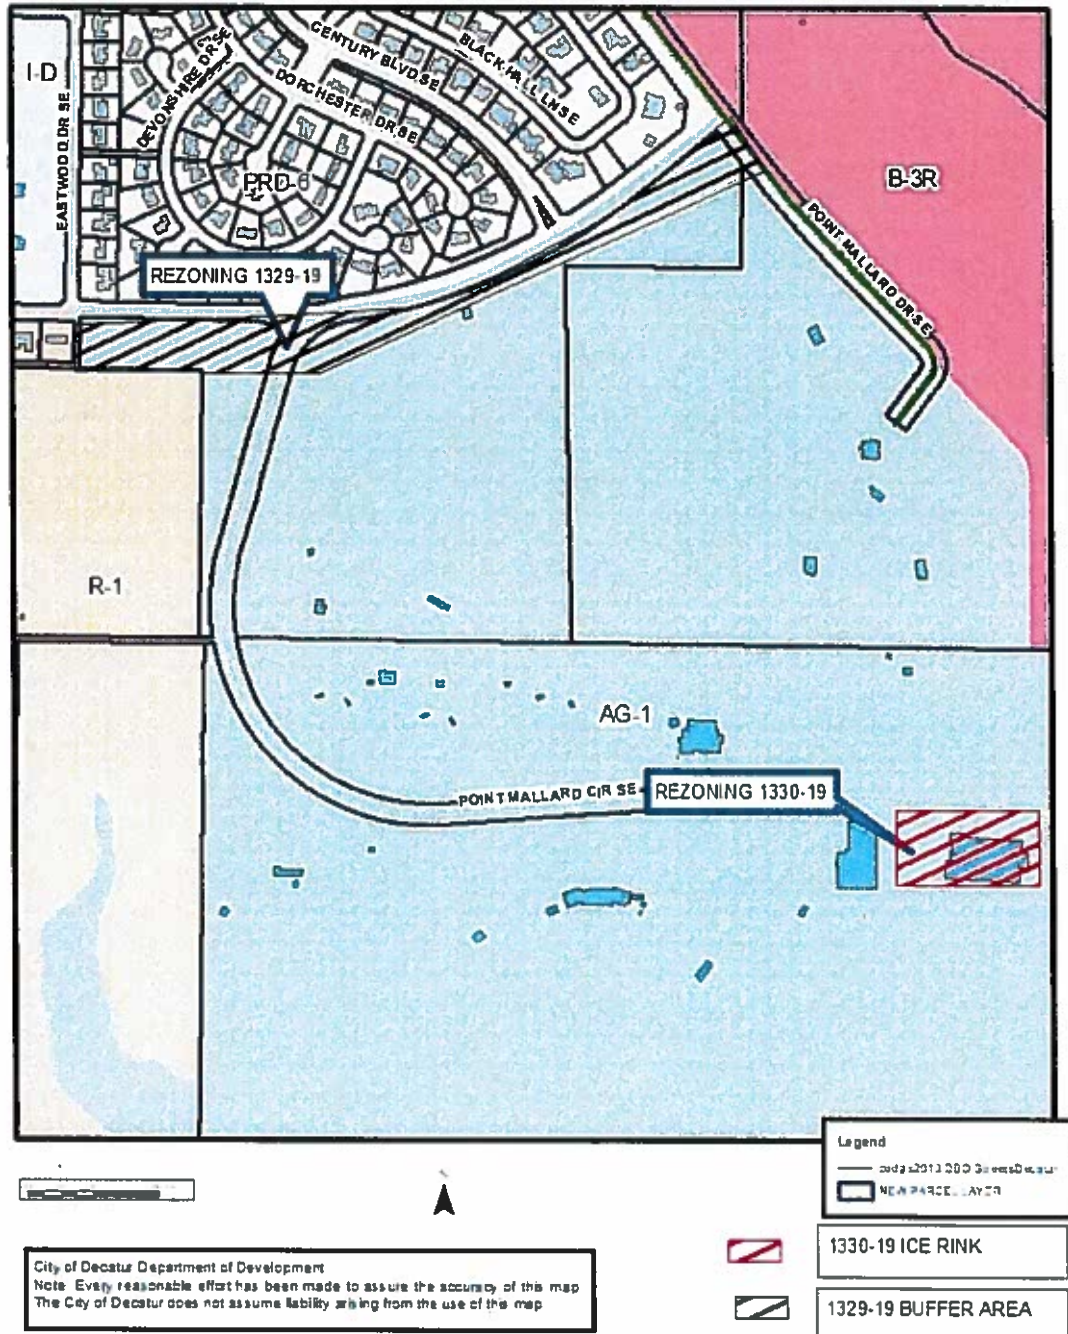 I-D
EASTWOOD DR SE
DEVONSHIRE DR SE
CENTURY BLVD SE
BLACK HALL LN SE
DORCHESTER DR SE
PRD-6
B-3R
POINT MALLARD DR SE
REZONING 1329-19
R-1
AG-1
POINT MALLARD CIR SE
REZONING 1330-19
Legend
NEW PARCEL LAYER
1330-19 ICE RINK
1329-19 BUFFER AREA
City of Decatur Department of Development
Note Every reasonable effort has been made to assure the accuracy of this map
The City of Decatur does not assume liability arising from the use of this map